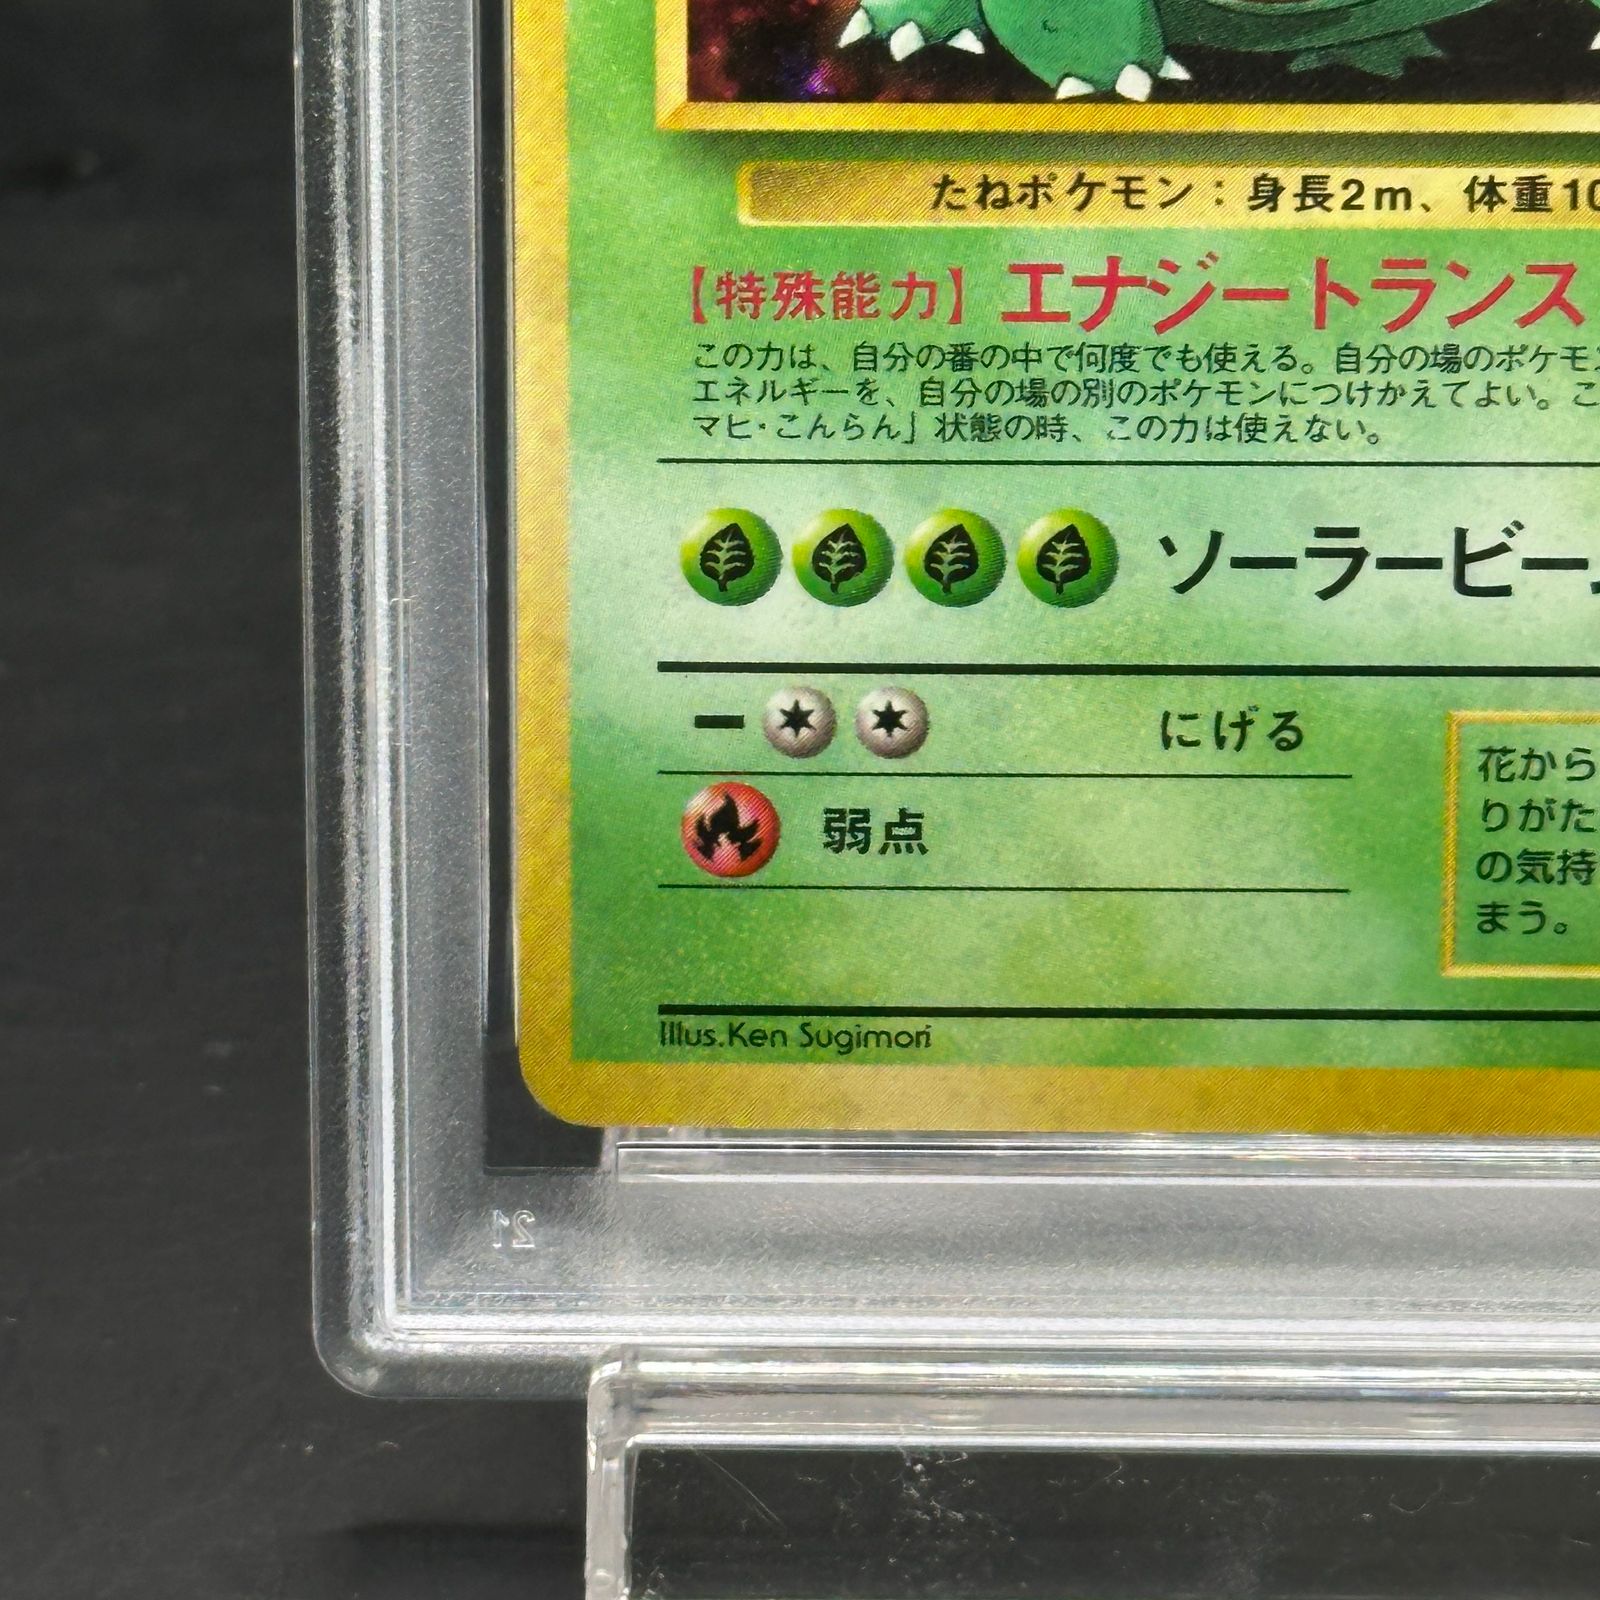 たねポケモン：身長2m、体重10
【特殊能力】エナジートランス
この力は、自分の番の中で何度でも使える。自分の場のポケモン
エネルギーを、自分の場の別のポケモンにつけかえてよい。こ
マヒ・こんらん」状態の時、この力は使えない。
ソーラービー
にげる
弱点
花から
りがた
の気持
まう。
Illus.Ken Sugimori
21